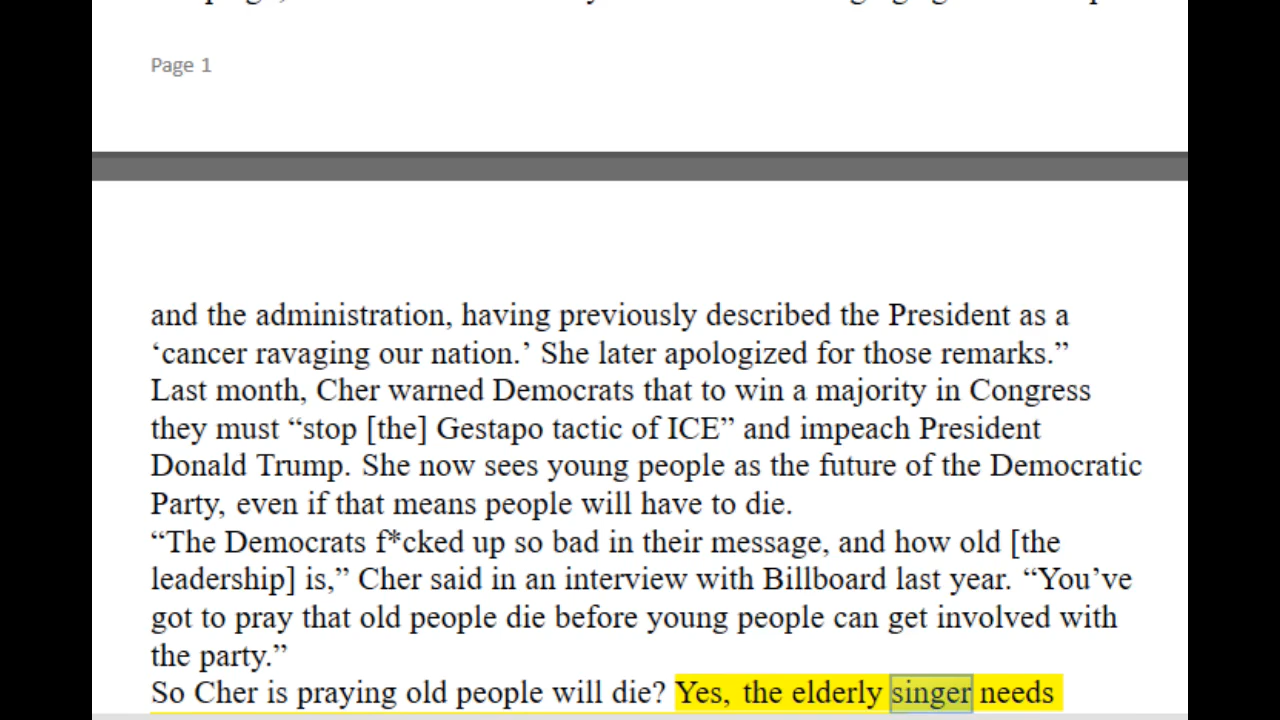 Page 1
and the administration, having previously described the President as a
‘cancer ravaging our nation.’ She later apologized for those remarks.”
Last month, Cher warned Democrats that to win a majority in Congress
they must “stop [the] Gestapo tactic of ICE” and impeach President
Donald Trump. She now sees young people as the future of the Democratic
Party, even if that means people will have to die.
“The Democrats f*cked up so bad in their message, and how old [the
leadership] is,” Cher said in an interview with Billboard last year. “You’ve
got to pray that old people die before young people can get involved with
the party.”
So Cher is praying old people will die? Yes, the elderly singer needs